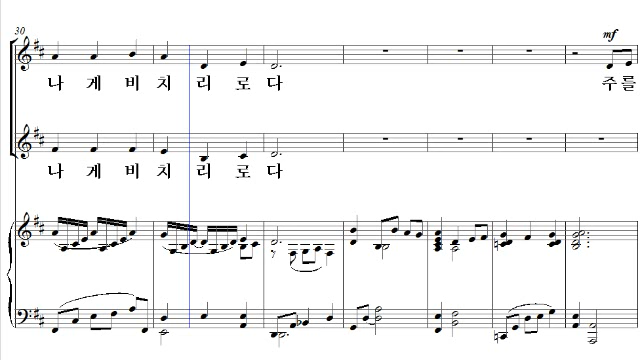 30
mf
나 게 비 치 리 로 다 주 를
나 게 비 치 리 로 다